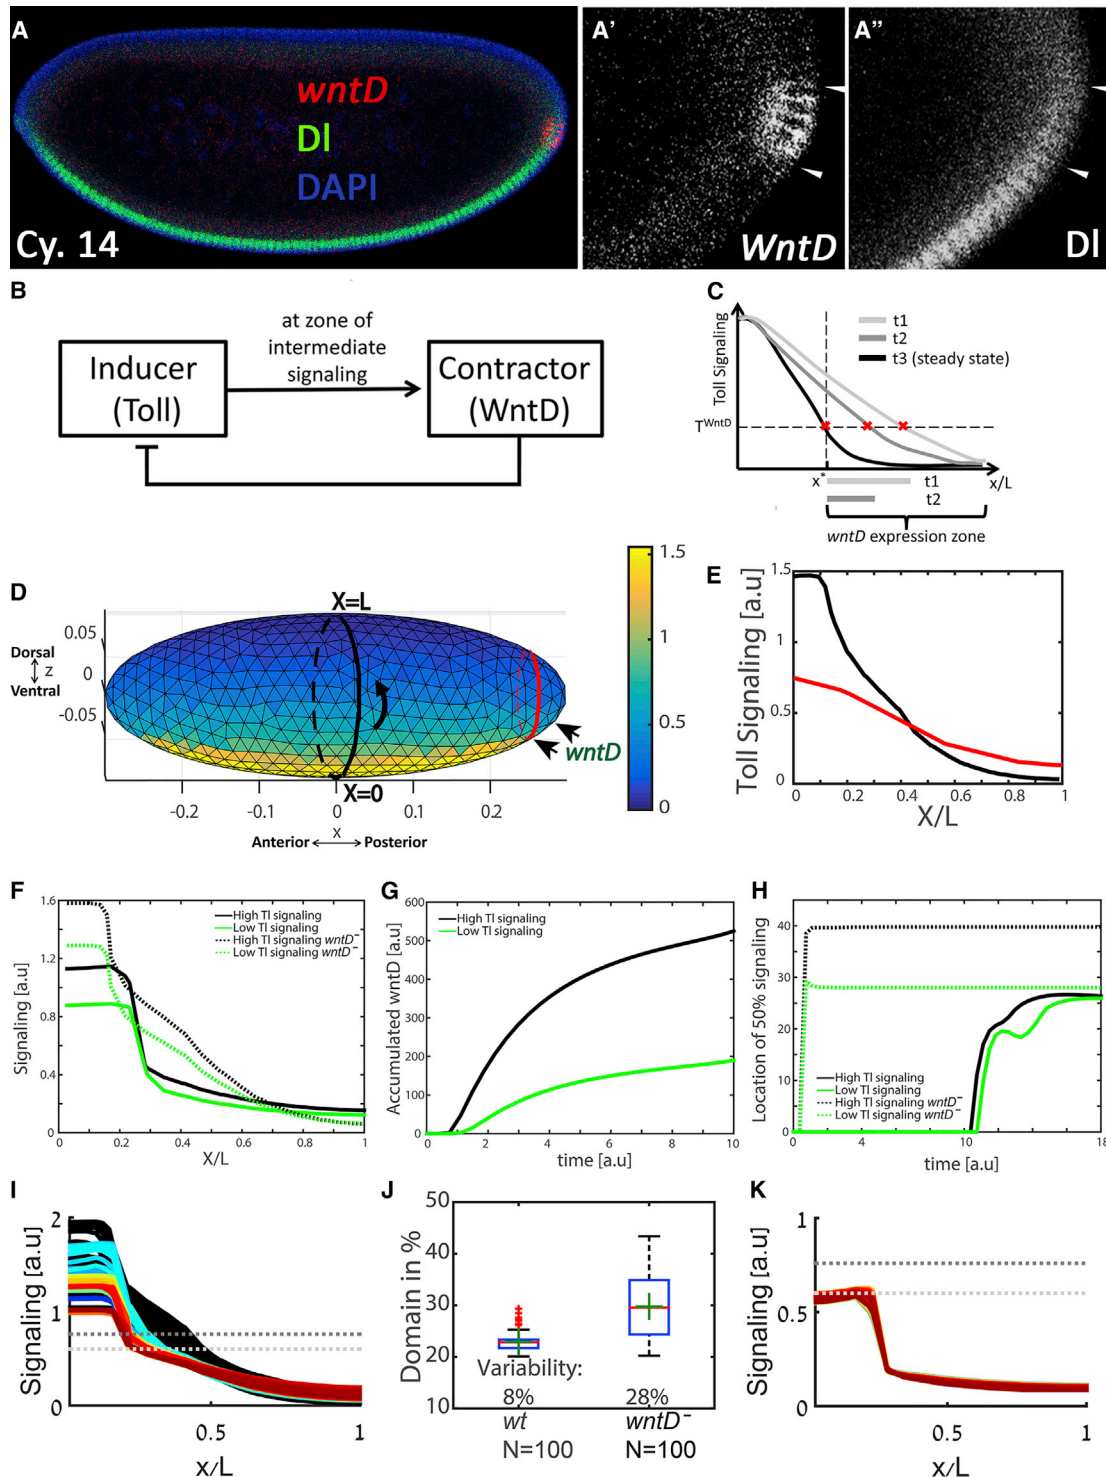 A
wntD
Dl
DAPI
Cy. 14
A'
WntD
A"
Dl
B
Inducer
(Toll)
at zone of
intermediate
signaling
Contractor
(WntD)
C
Toll Signaling
t1
t2
t3 (steady state)
TWntD
x*
x/L
t1
t2
wntD expression zone
D
X=L
0.05
Dorsal
Z
0
Ventral
-0.05
wntD
X=0
-0.2
-0.1
0
0.1
0.2
x
Anterior
Posterior
1.5
1
0.5
0
E
Toll Signaling [a.u]
1.5
1
0.5
0
0
0.2
0.4
0.6
0.8
1
X/L
F
Signaling [a.u]
1.6
1.2
0.8
0.4
0
High Tl signaling
Low Tl signaling
High Tl signaling wntD-
Low Tl signaling wntD-
0
0.2
0.4
0.6
0.8
1
X/L
G
Accumulated wntD [a.u]
600
500
400
300
200
100
0
High Tl signaling
Low Tl signaling
0
2
4
6
8
10
time [a.u]
H
Location of 50% signaling
40
30
20
10
0
High Tl signaling
Low Tl signaling
High Tl signaling wntD-
Low Tl signaling wntD-
0
4
10
14
18
time [a.u]
I
Signaling [a.u]
2
1
0
0.5
1
x/L
J
Domain in %
50
40
30
20
10
Variability:
8%
28%
wt
wntD-
N=100
N=100
K
Signaling [a.u]
1
0.5
0
0.5
1
x/L